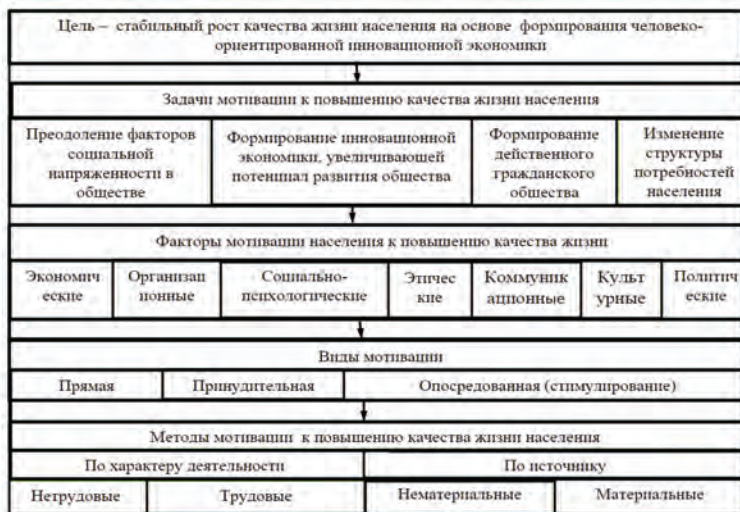 Цель – стабильный рост качества жизни населения на основе формирования человеко-
ориентированной инновационной экономики
Задачи мотивации к повышению качества жизни населения
Преодоление факторов
социальной
напряженности в
обществе
Формирование инновационной
экономики, увеличивающей
потенциал развития общества
Формирование
действенного
гражданского
общества
Изменение
структуры
потребностей
населения
Факторы мотивации населения к повышению качества жизни
Экономич
еские
Организац
ионные
Социально-
психологические
Этичес
кие
Коммуник
ационные
Культ
урные
Политич
еские
Виды мотивации
Прямая
Принудительная
Опосредованная (стимулирование)
Методы мотивации к повышению качества жизни населения
По характеру деятельности
По источнику
Нетрудовые
Трудовые
Нематериальные
Материальные